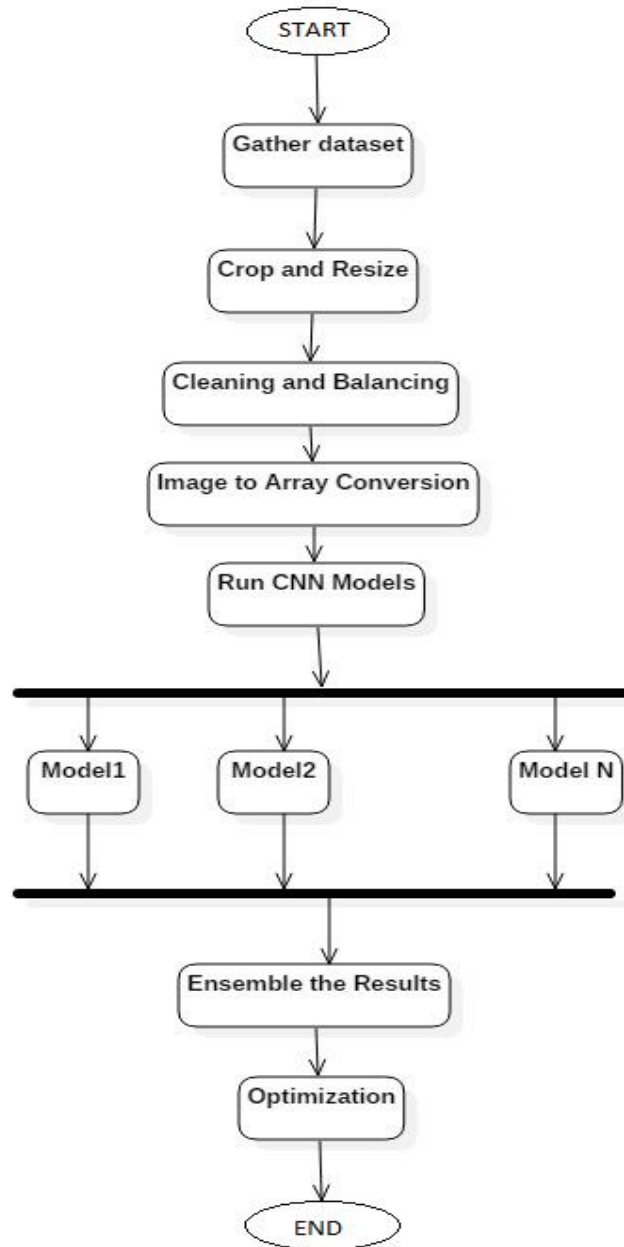 START
Gather dataset
Crop and Resize
Cleaning and Balancing
Image to Array Conversion
Run CNN Models
Model1
Model2
Model N
Ensemble the Results
Optimization
END